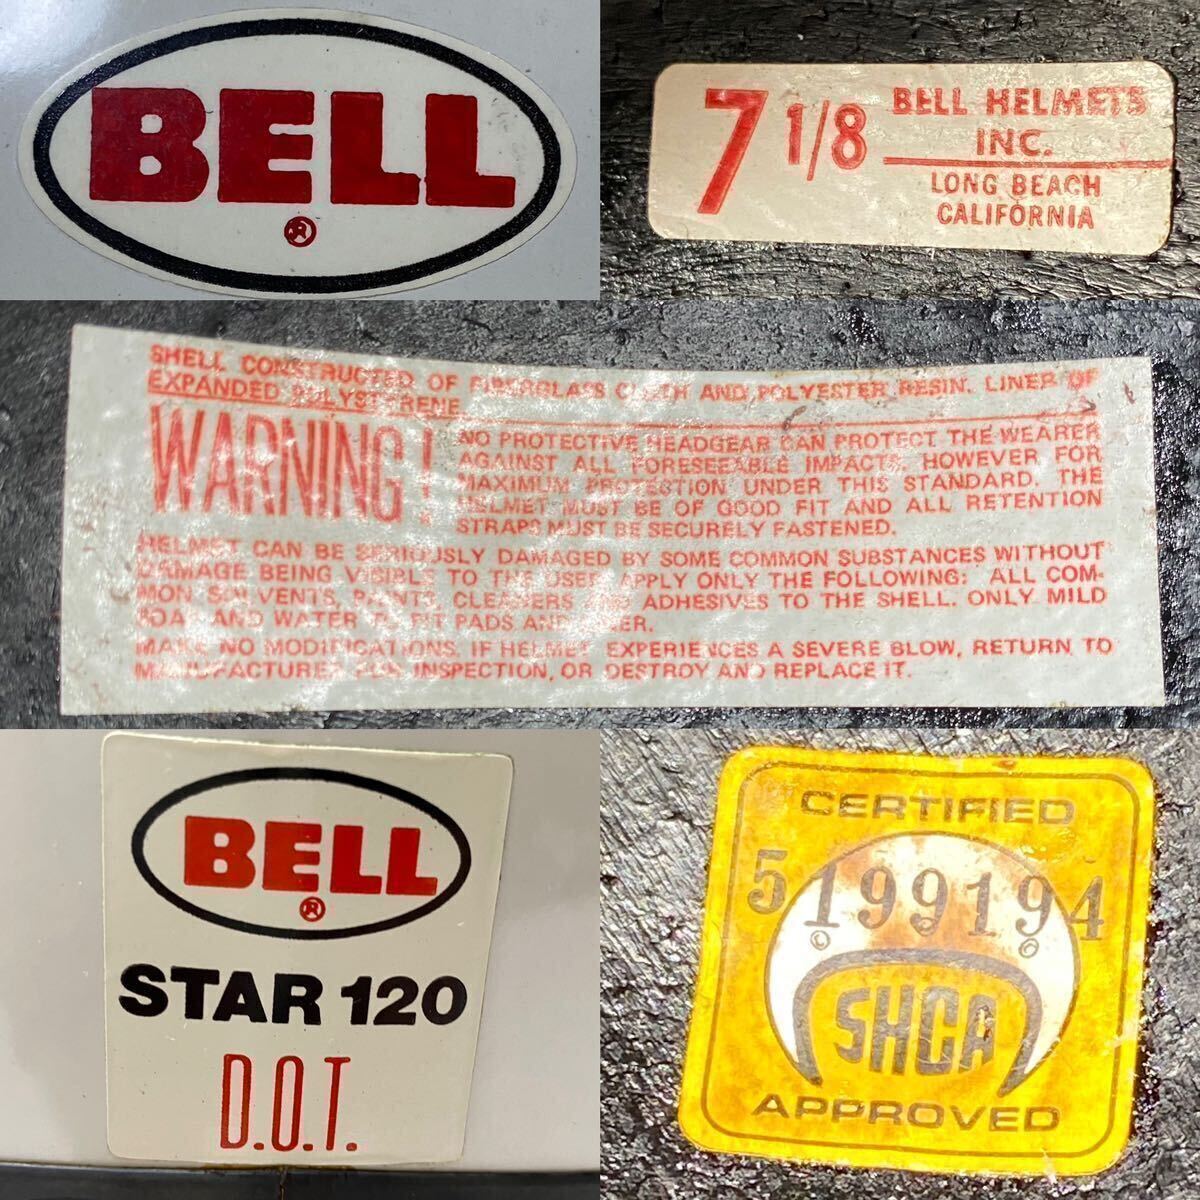 BELL
®
7 1/8
BELL HELMETS
INC.
LONG BEACH
CALIFORNIA
SHELL CONSTRUCTED OF FIBERGLASS CLOTH AND POLYESTER RESIN. LINER OF
EXPANDED POLYSTYRENE.
WARNING!
NO PROTECTIVE HEADGEAR CAN PROTECT THE WEARER
AGAINST ALL FORESEEABLE IMPACTS. HOWEVER FOR
MAXIMUM PROTECTION UNDER THIS STANDARD. THE
HELMET MUST BE OF GOOD FIT AND ALL RETENTION
STRAPS MUST BE SECURELY FASTENED.
HELMET CAN BE SERIOUSLY DAMAGED BY SOME COMMON SUBSTANCES WITHOUT
DAMAGE BEING VISIBLE TO THE USER. APPLY ONLY THE FOLLOWING: ALL COM-
MON SOLVENTS, PAINTS, CLEANERS AND ADHESIVES TO THE SHELL. ONLY MILD
SOAP AND WATER TO FIT PADS AND LINER.
MAKE NO MODIFICATIONS. IF HELMET EXPERIENCES A SEVERE BLOW, RETURN TO
MANUFACTURER FOR INSPECTION, OR DESTROY AND REPLACE IT.
BELL
®
STAR 120
D.O.T.
CERTIFIED
5199194
©
SHCA
APPROVED